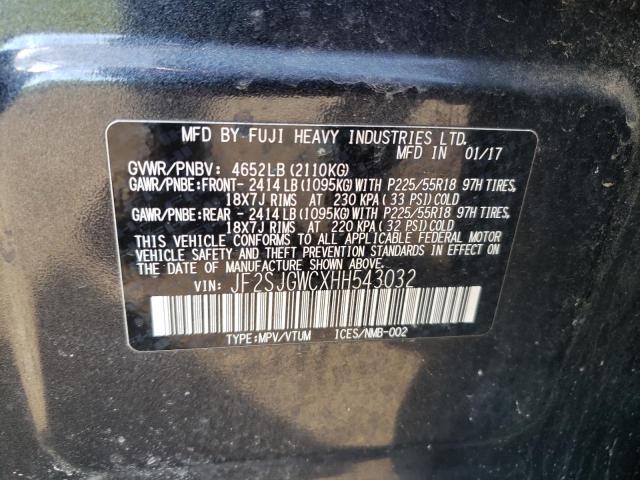 MFD BY FUJI HEAVY INDUSTRIES LTD.
MFD IN 01/17
GVWR/PNBV: 4652LB (2110KG)
GAWR/PNBE:FRONT- 2414LB (1095KG)WITH P225/55R18 97H TIRES,
18X7J RIMS AT 230 KPA (33 PSI)COLD
GAWR/PNBE:REAR - 2414LB (1095KG)WITH P225/55R18 97H TIRES,
18X7J RIMS AT 220 KPA (32 PSI)COLD
THIS VEHICLE CONFORMS TO ALL APPLICABLE FEDERAL MOTOR
VEHICLE SAFETY AND THEFT PREVENTION STANDARDS IN EFFECT ON
THE DATE OF MANUFACTURE SHOWN ABOVE.
VIN: JF2SJGWCXHH543032
TYPE:MPV/VTUM ICES/NMB-002